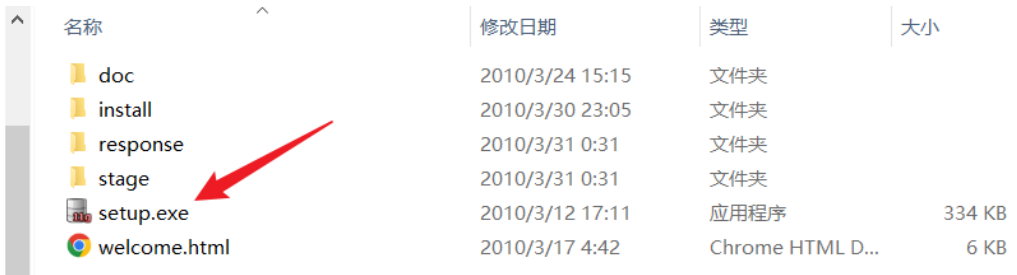 名称 修改日期 类型 大小
doc 2010/3/24 15:15 文件夹
install 2010/3/30 23:05 文件夹
response 2010/3/31 0:31 文件夹
stage 2010/3/31 0:31 文件夹
setup.exe 2010/3/12 17:11 应用程序 334 KB
welcome.html 2010/3/17 4:42 Chrome HTML D... 6 KB